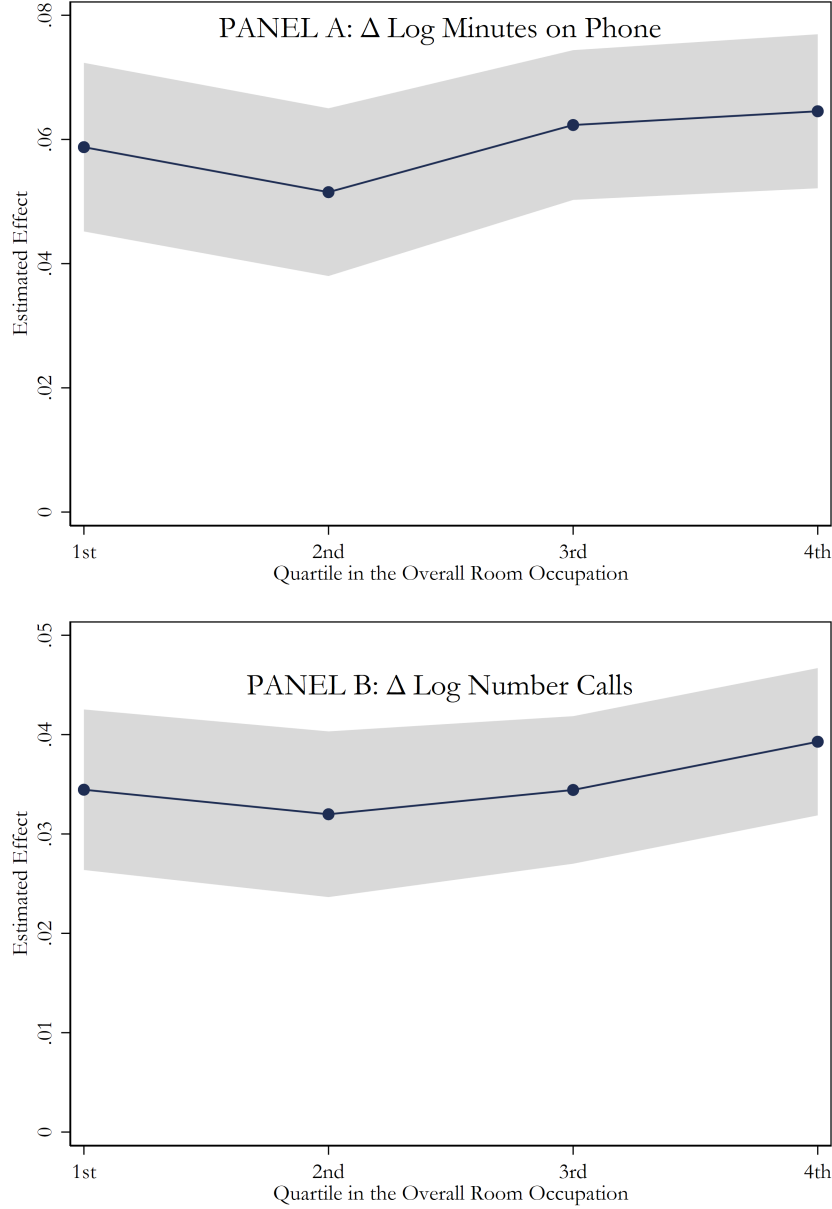 PANEL A: Δ Log Minutes on Phone
.08
.06
.04
.02
0
Estimated Effect
1st 2nd 3rd 4th
Quartile in the Overall Room Occupation
PANEL B: Δ Log Number Calls
.05
.04
.03
.02
.01
0
Estimated Effect
1st 2nd 3rd 4th
Quartile in the Overall Room Occupation